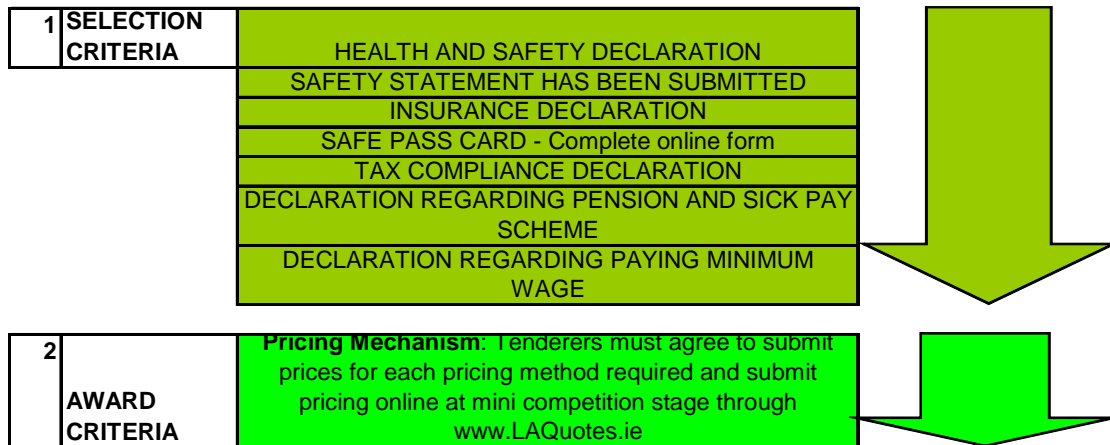 1 SELECTION
CRITERIA
HEALTH AND SAFETY DECLARATION
SAFETY STATEMENT HAS BEEN SUBMITTED
INSURANCE DECLARATION
SAFE PASS CARD - Complete online form
TAX COMPLIANCE DECLARATION
DECLARATION REGARDING PENSION AND SICK PAY
SCHEME
DECLARATION REGARDING PAYING MINIMUM
WAGE
2
AWARD
CRITERIA
Pricing Mechanism: Tenderers must agree to submit
prices for each pricing method required and submit
pricing online at mini competition stage through
www.LAQuotes.ie